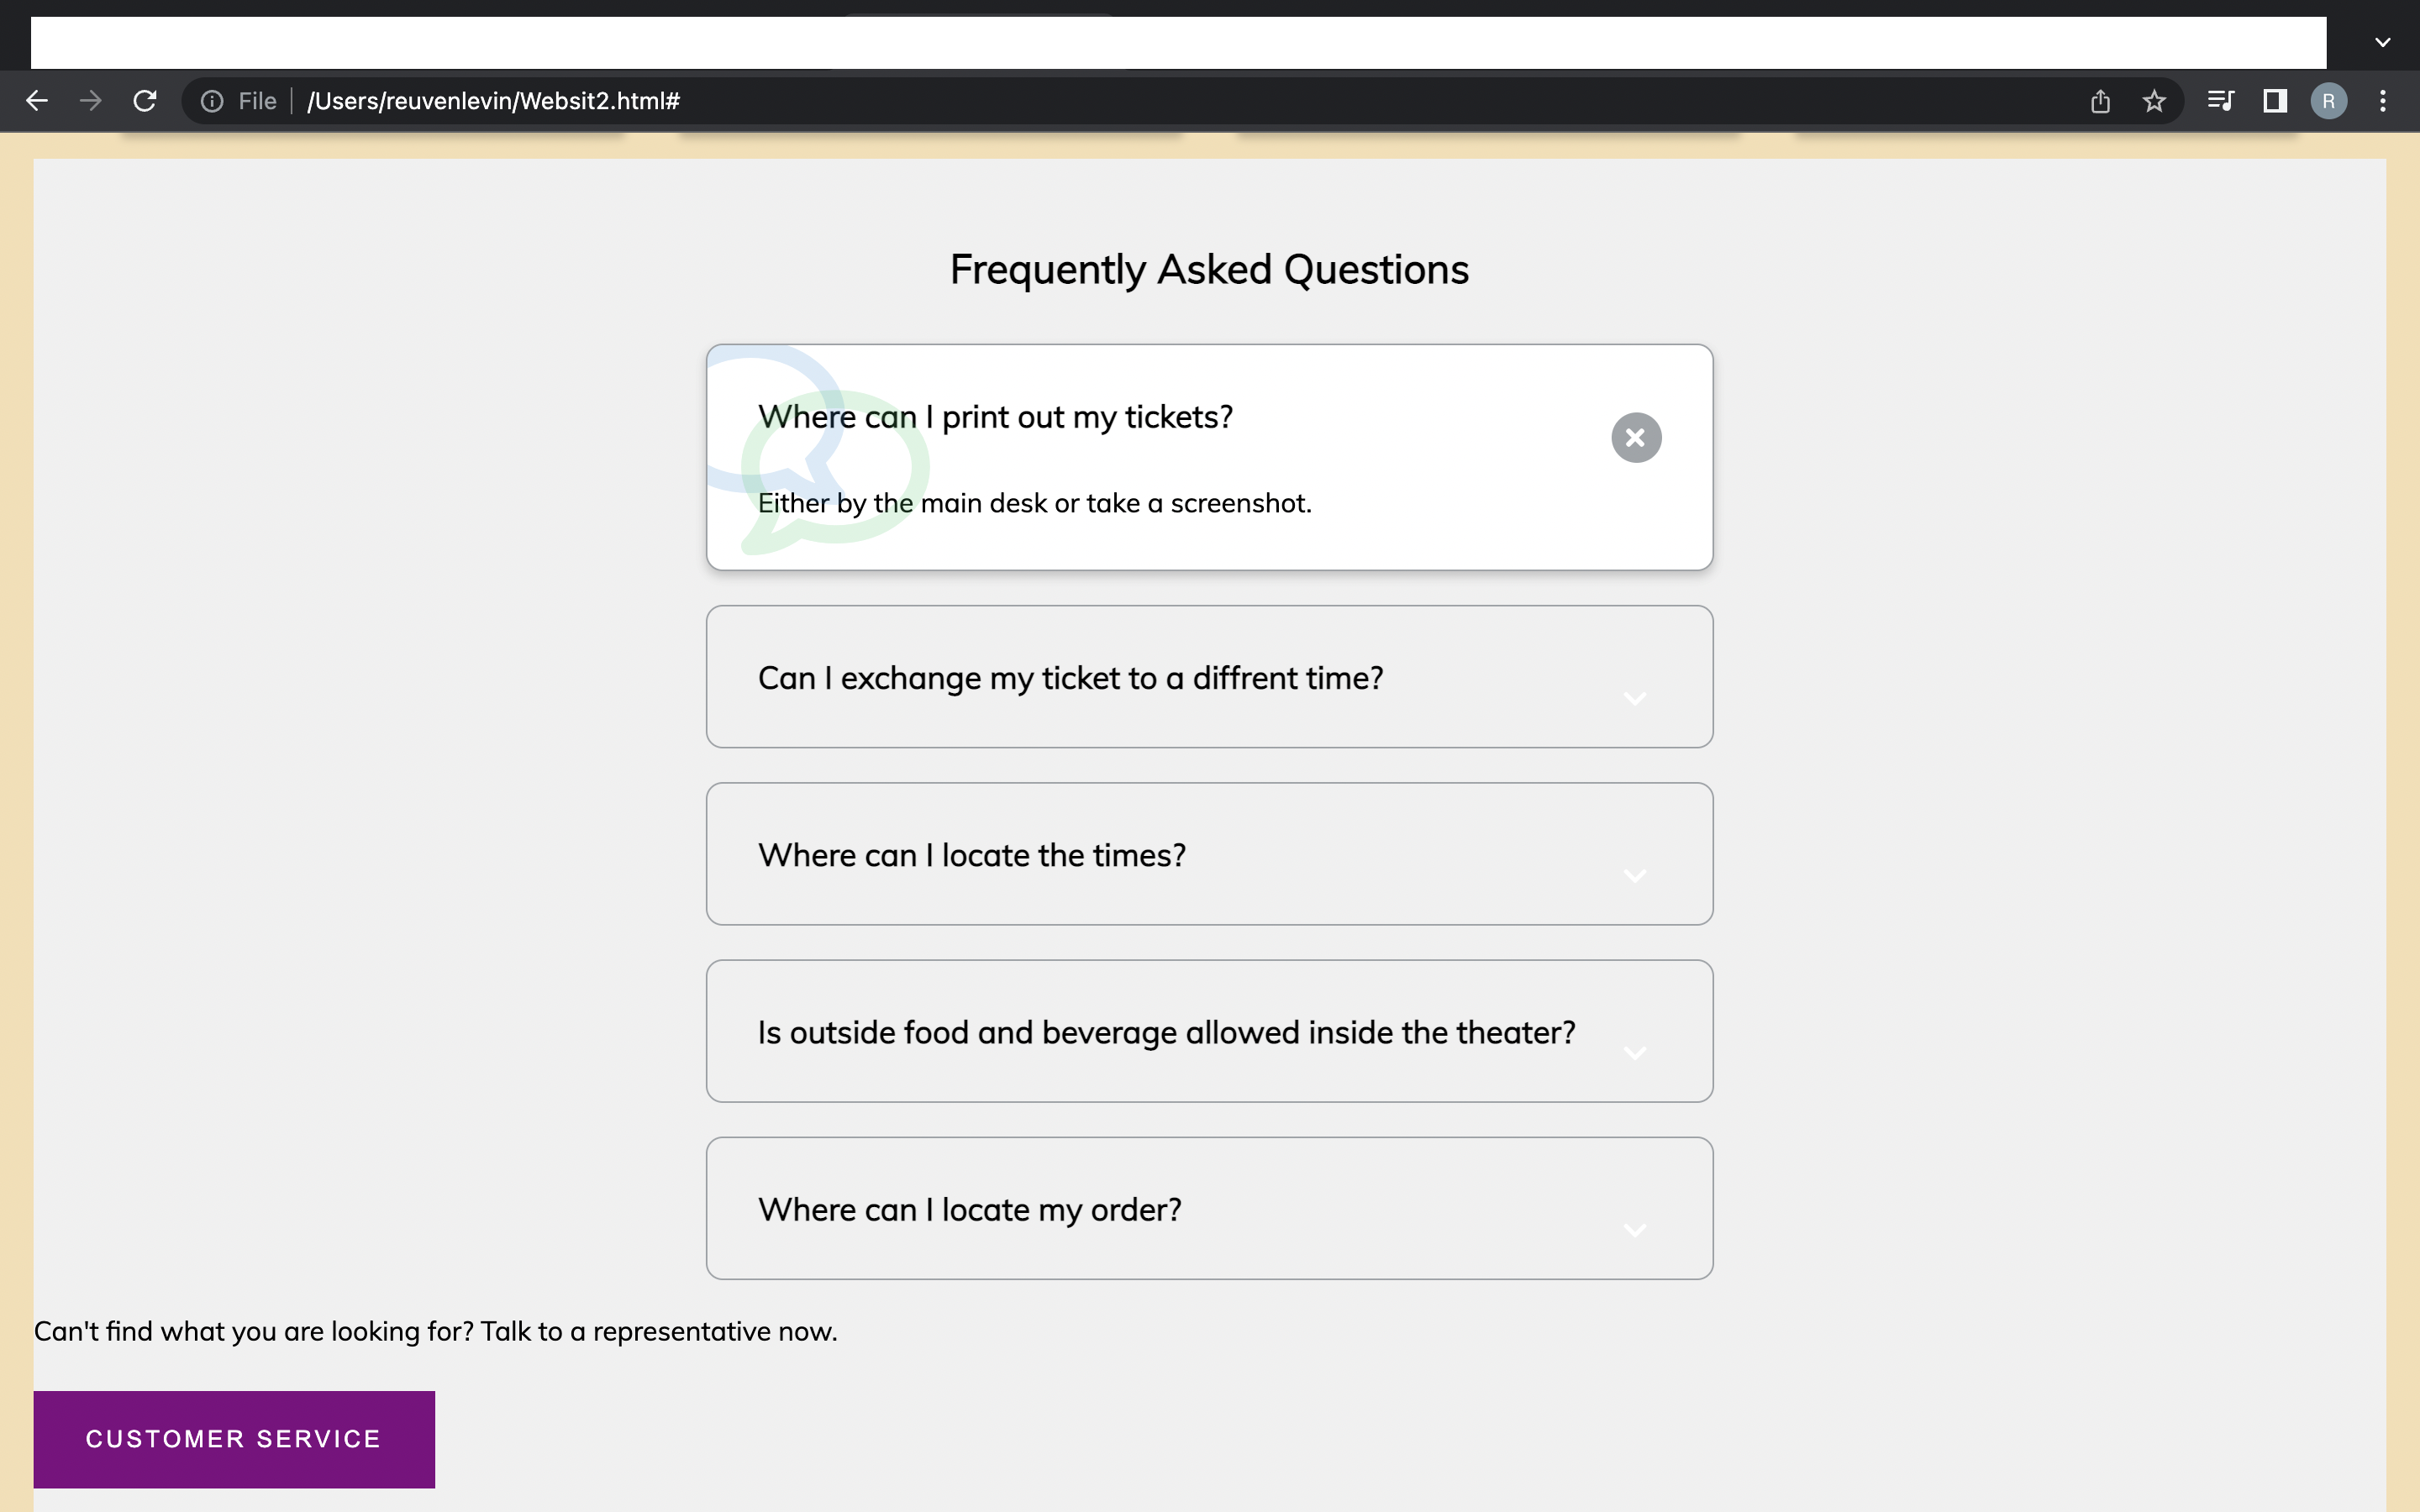 File
/Users/reuvenlevin/Websit2.html#
R
Frequently Asked Questions
Where can I print out my tickets?
Either by the main desk or take a screenshot.
Can I exchange my ticket to a diffrent time?
Where can I locate the times?
Is outside food and beverage allowed inside the theater?
Where can I locate my order?
Can't find what you are looking for? Talk to a representative now.
CUSTOMER SERVICE